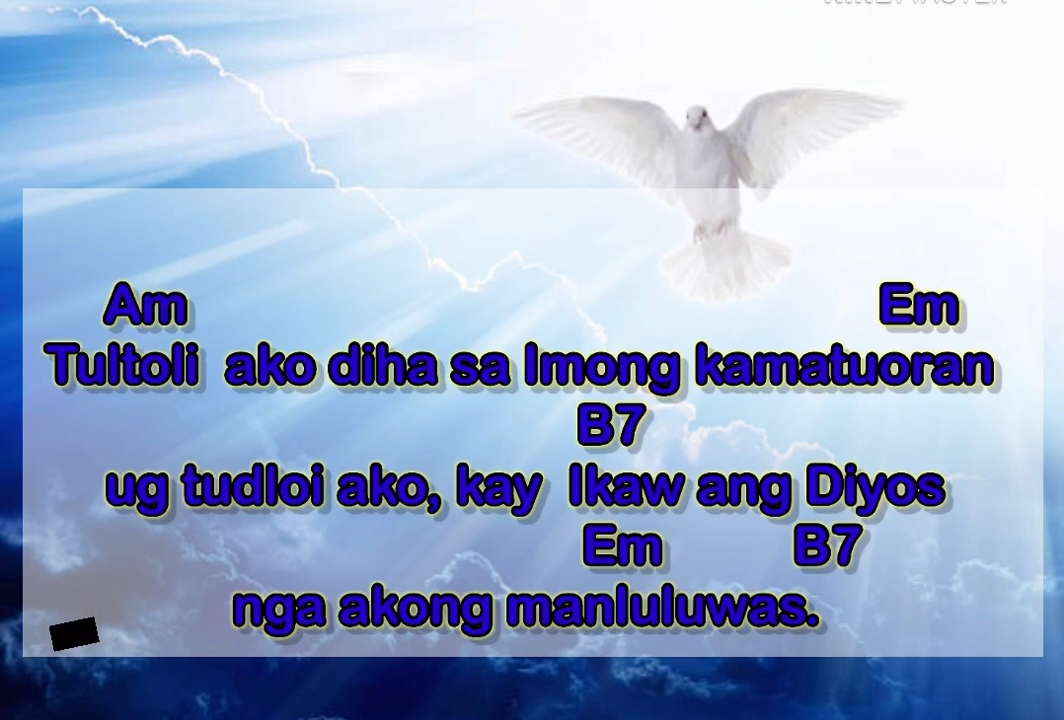 Am Em
Tultoli ako diha sa Imong kamatuoran
B7
ug tudloi ako, kay Ikaw ang Diyos
Em B7
nga akong manluluwas.